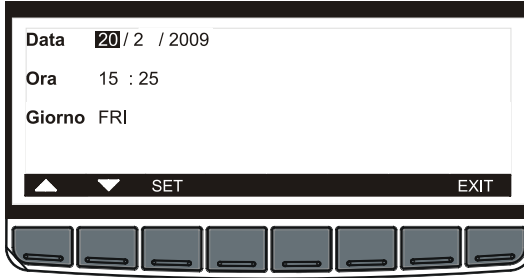 Data 20 / 2 / 2009
Ora 15 : 25
Giorno FRI
SET EXIT